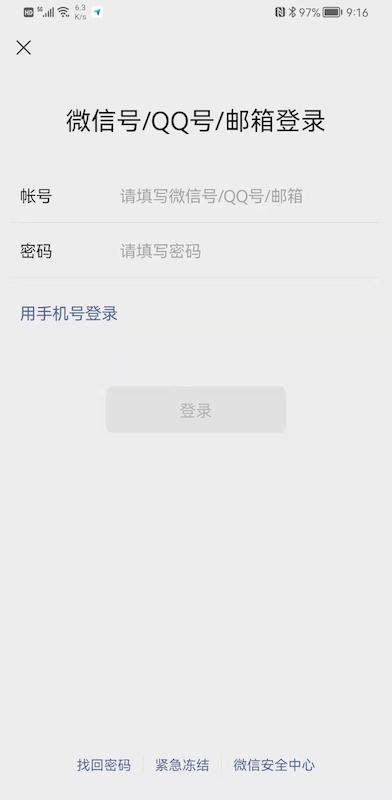 HD 5G 6.3 K/s 97% 9:16
微信号/QQ号/邮箱登录
帐号 请填写微信号/QQ号/邮箱
密码 请填写密码
用手机号登录
登录
找回密码 紧急冻结 微信安全中心